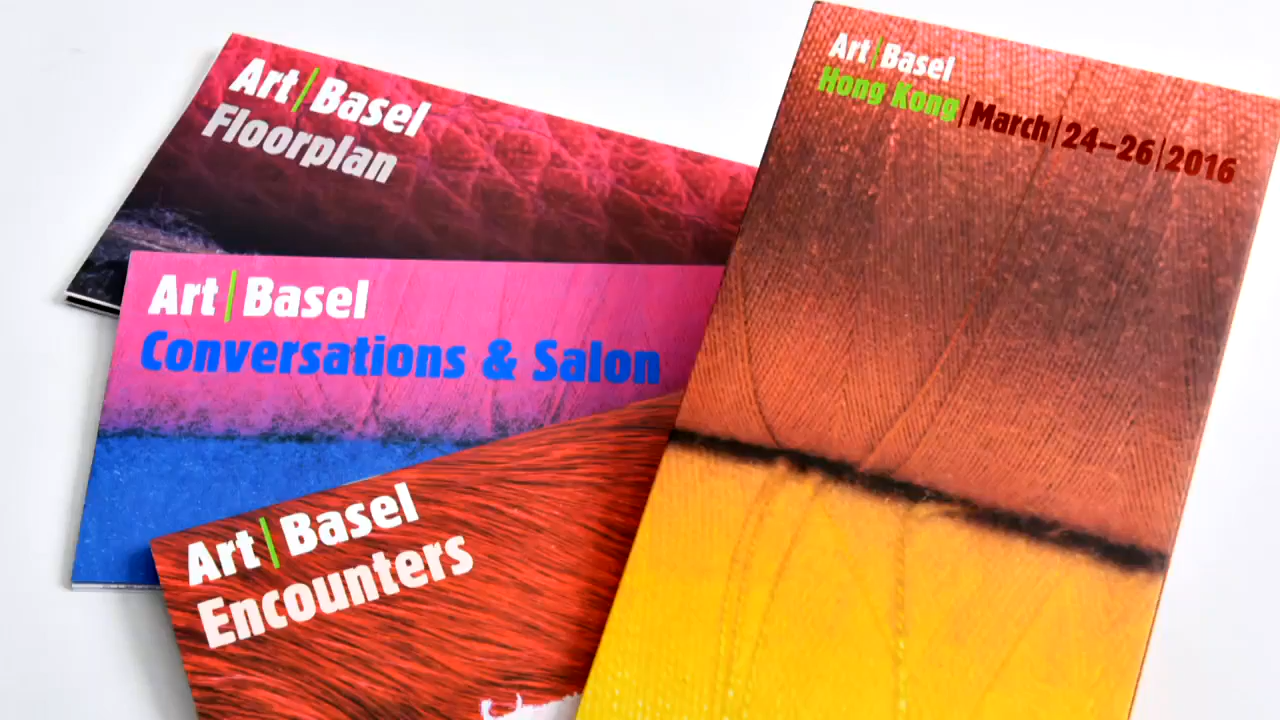 Art|Basel
Floorplan
Art|Basel
Conversations & Salon
Art|Basel
Encounters
Art|Basel
Hong Kong|March|24–26|2016